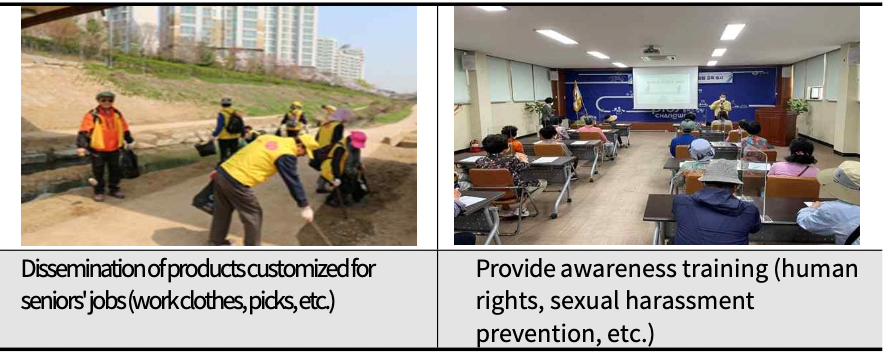 CHANGWON
Dissemination of products customized for
seniors' jobs (work clothes, picks, etc.)
Provide awareness training (human
rights, sexual harassment
prevention, etc.)